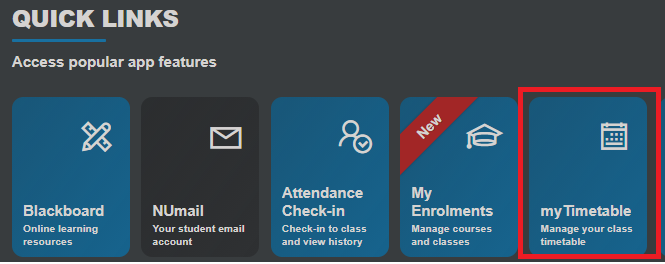 QUICK LINKS
Access popular app features
Blackboard
Online learning
resources
NUmail
Your student email
account
Attendance
Check-in
Check-in to class
and view history
New
My
Enrolments
Manage courses
and classes
myTimetable
Manage your class
timetable